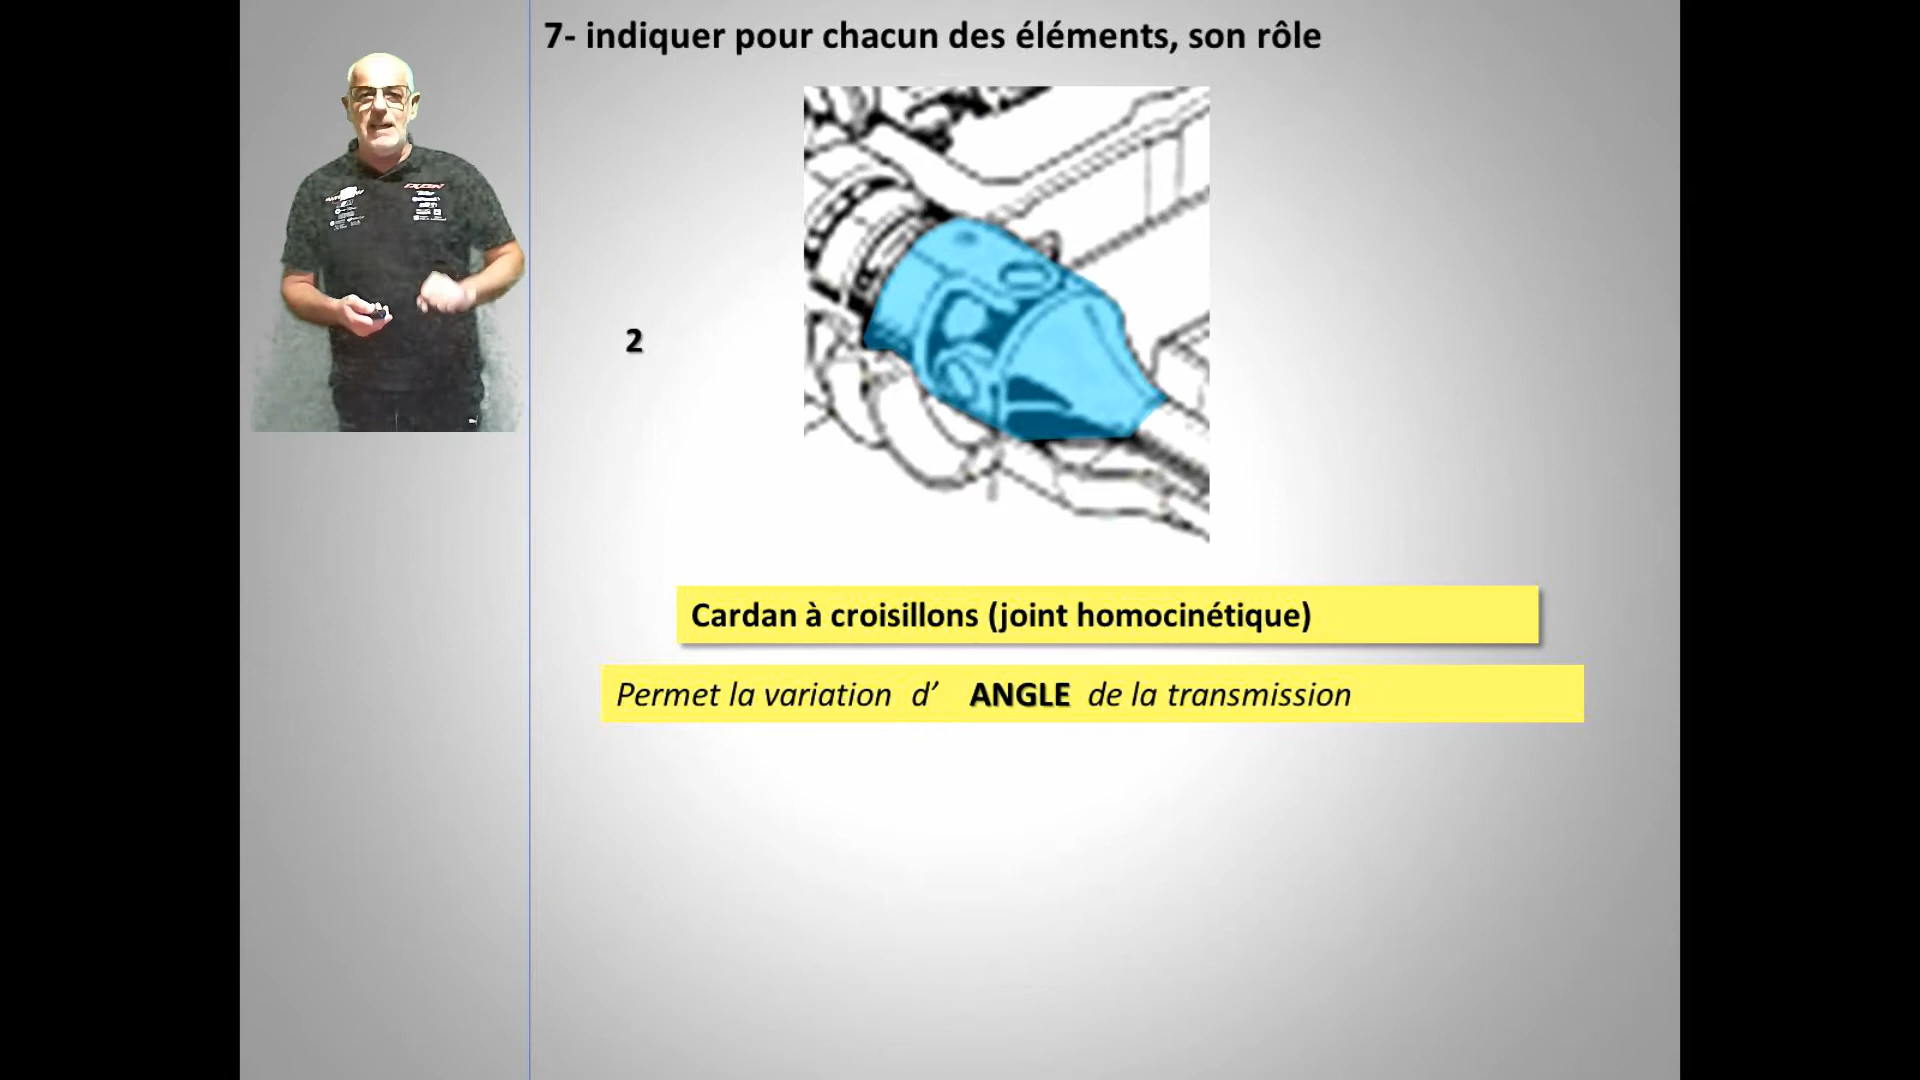 7- indiquer pour chacun des éléments, son rôle
2
Cardan à croisillons (joint homocinétique)
Permet la variation d’ ANGLE de la transmission